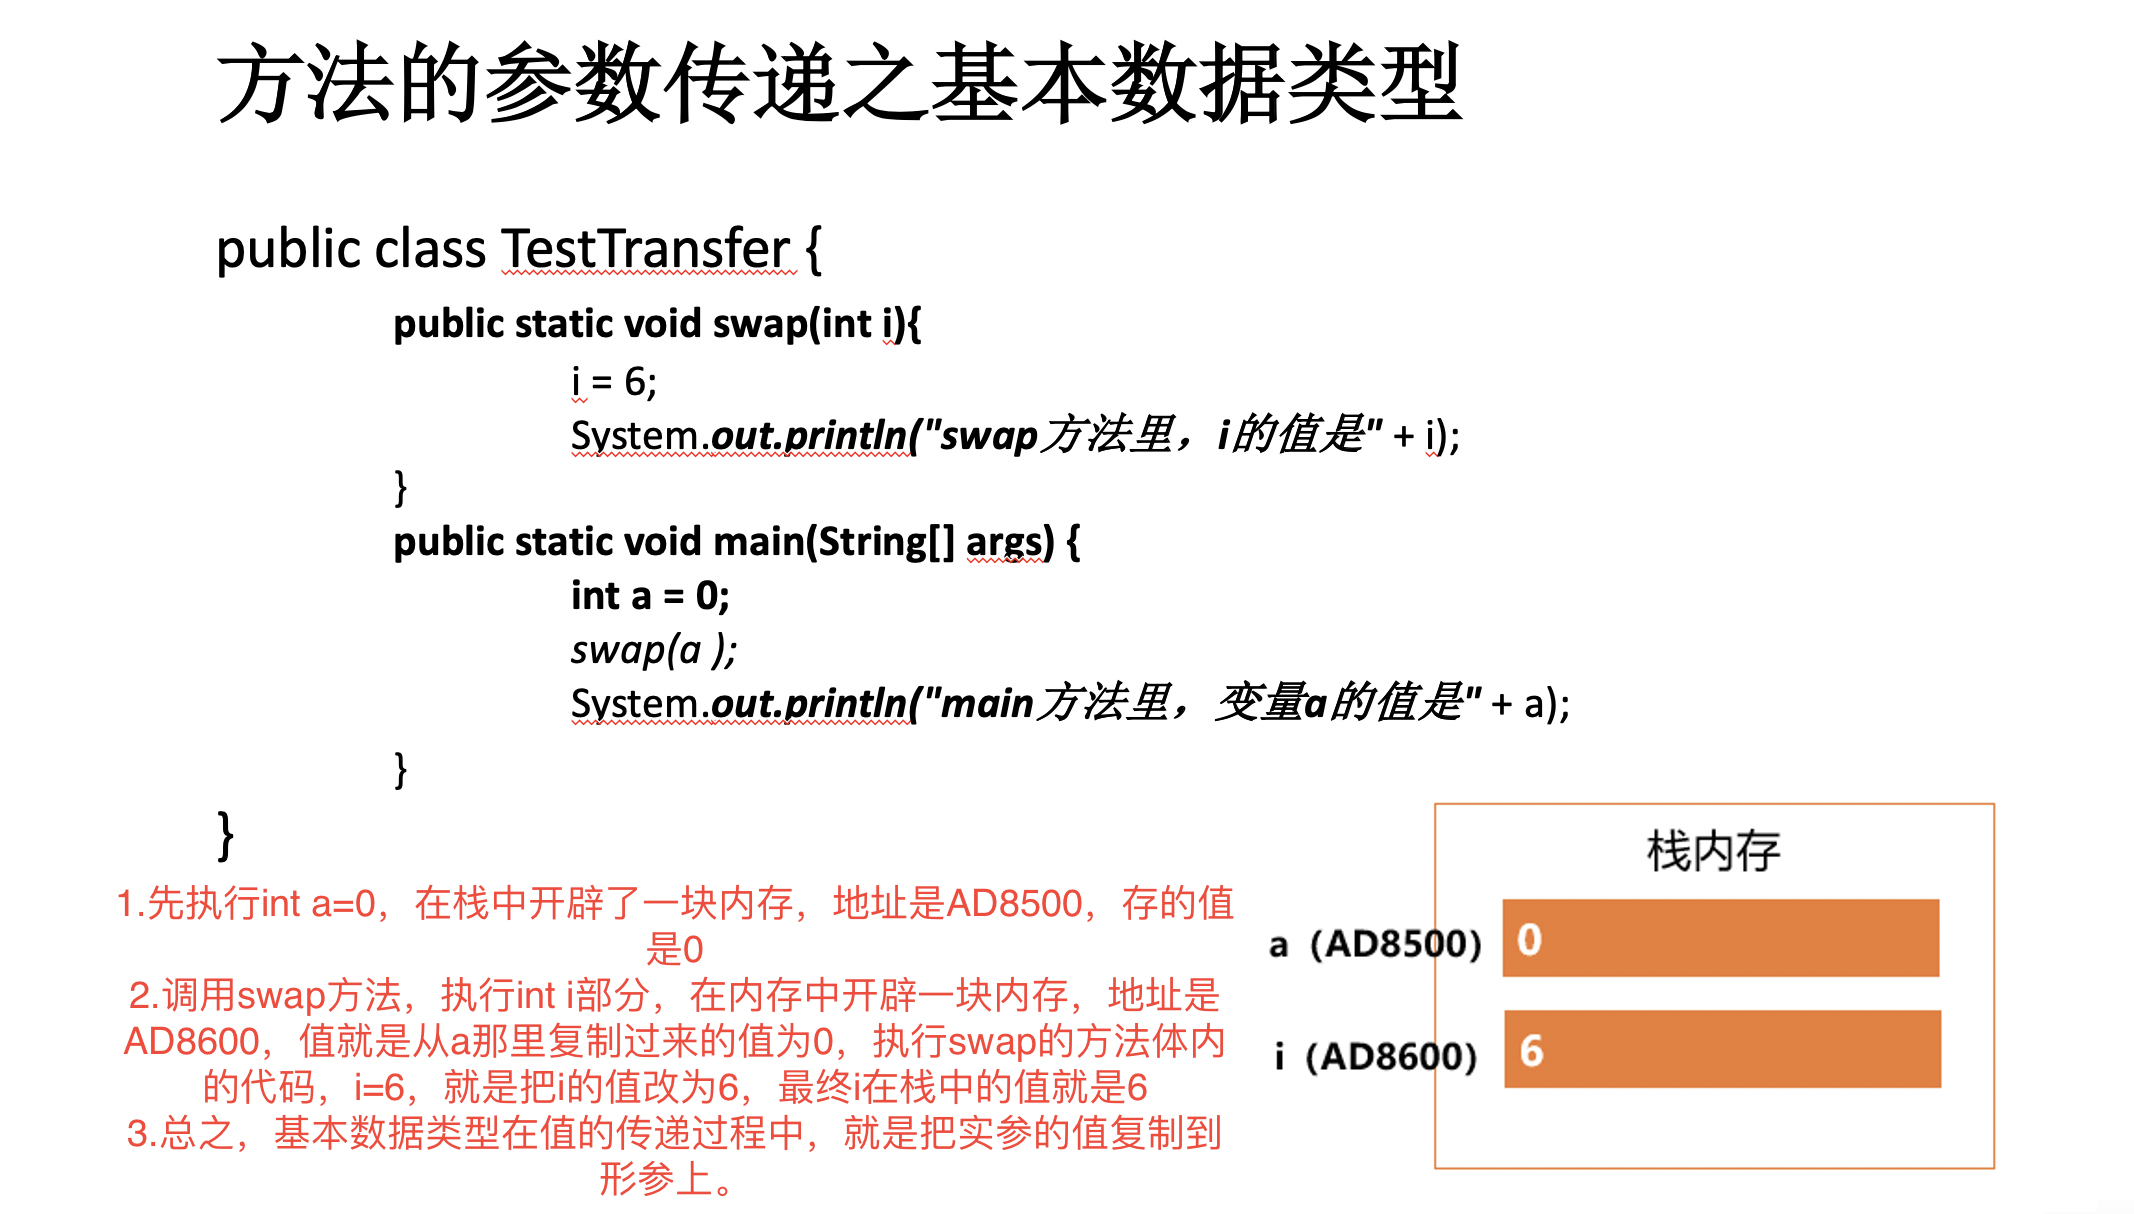 方法的参数传递之基本数据类型
public class TestTransfer {
public static void swap(int i){
i = 6;
System.out.println("swap方法里，i的值是" + i);
}
public static void main(String[] args) {
int a = 0;
swap(a );
System.out.println("main方法里，变量a的值是" + a);
}
}
1.先执行int a=0，在栈中开辟了一块内存，地址是AD8500，存的值
是0
2.调用swap方法，执行int i部分，在内存中开辟一块内存，地址是
AD8600，值就是从a那里复制过来的值为0，执行swap的方法体内
的代码，i=6，就是把i的值改为6，最终i在栈中的值就是6
3.总之，基本数据类型在值的传递过程中，就是把实参的值复制到
形参上。
栈内存
a（AD8500） 0
i（AD8600） 6